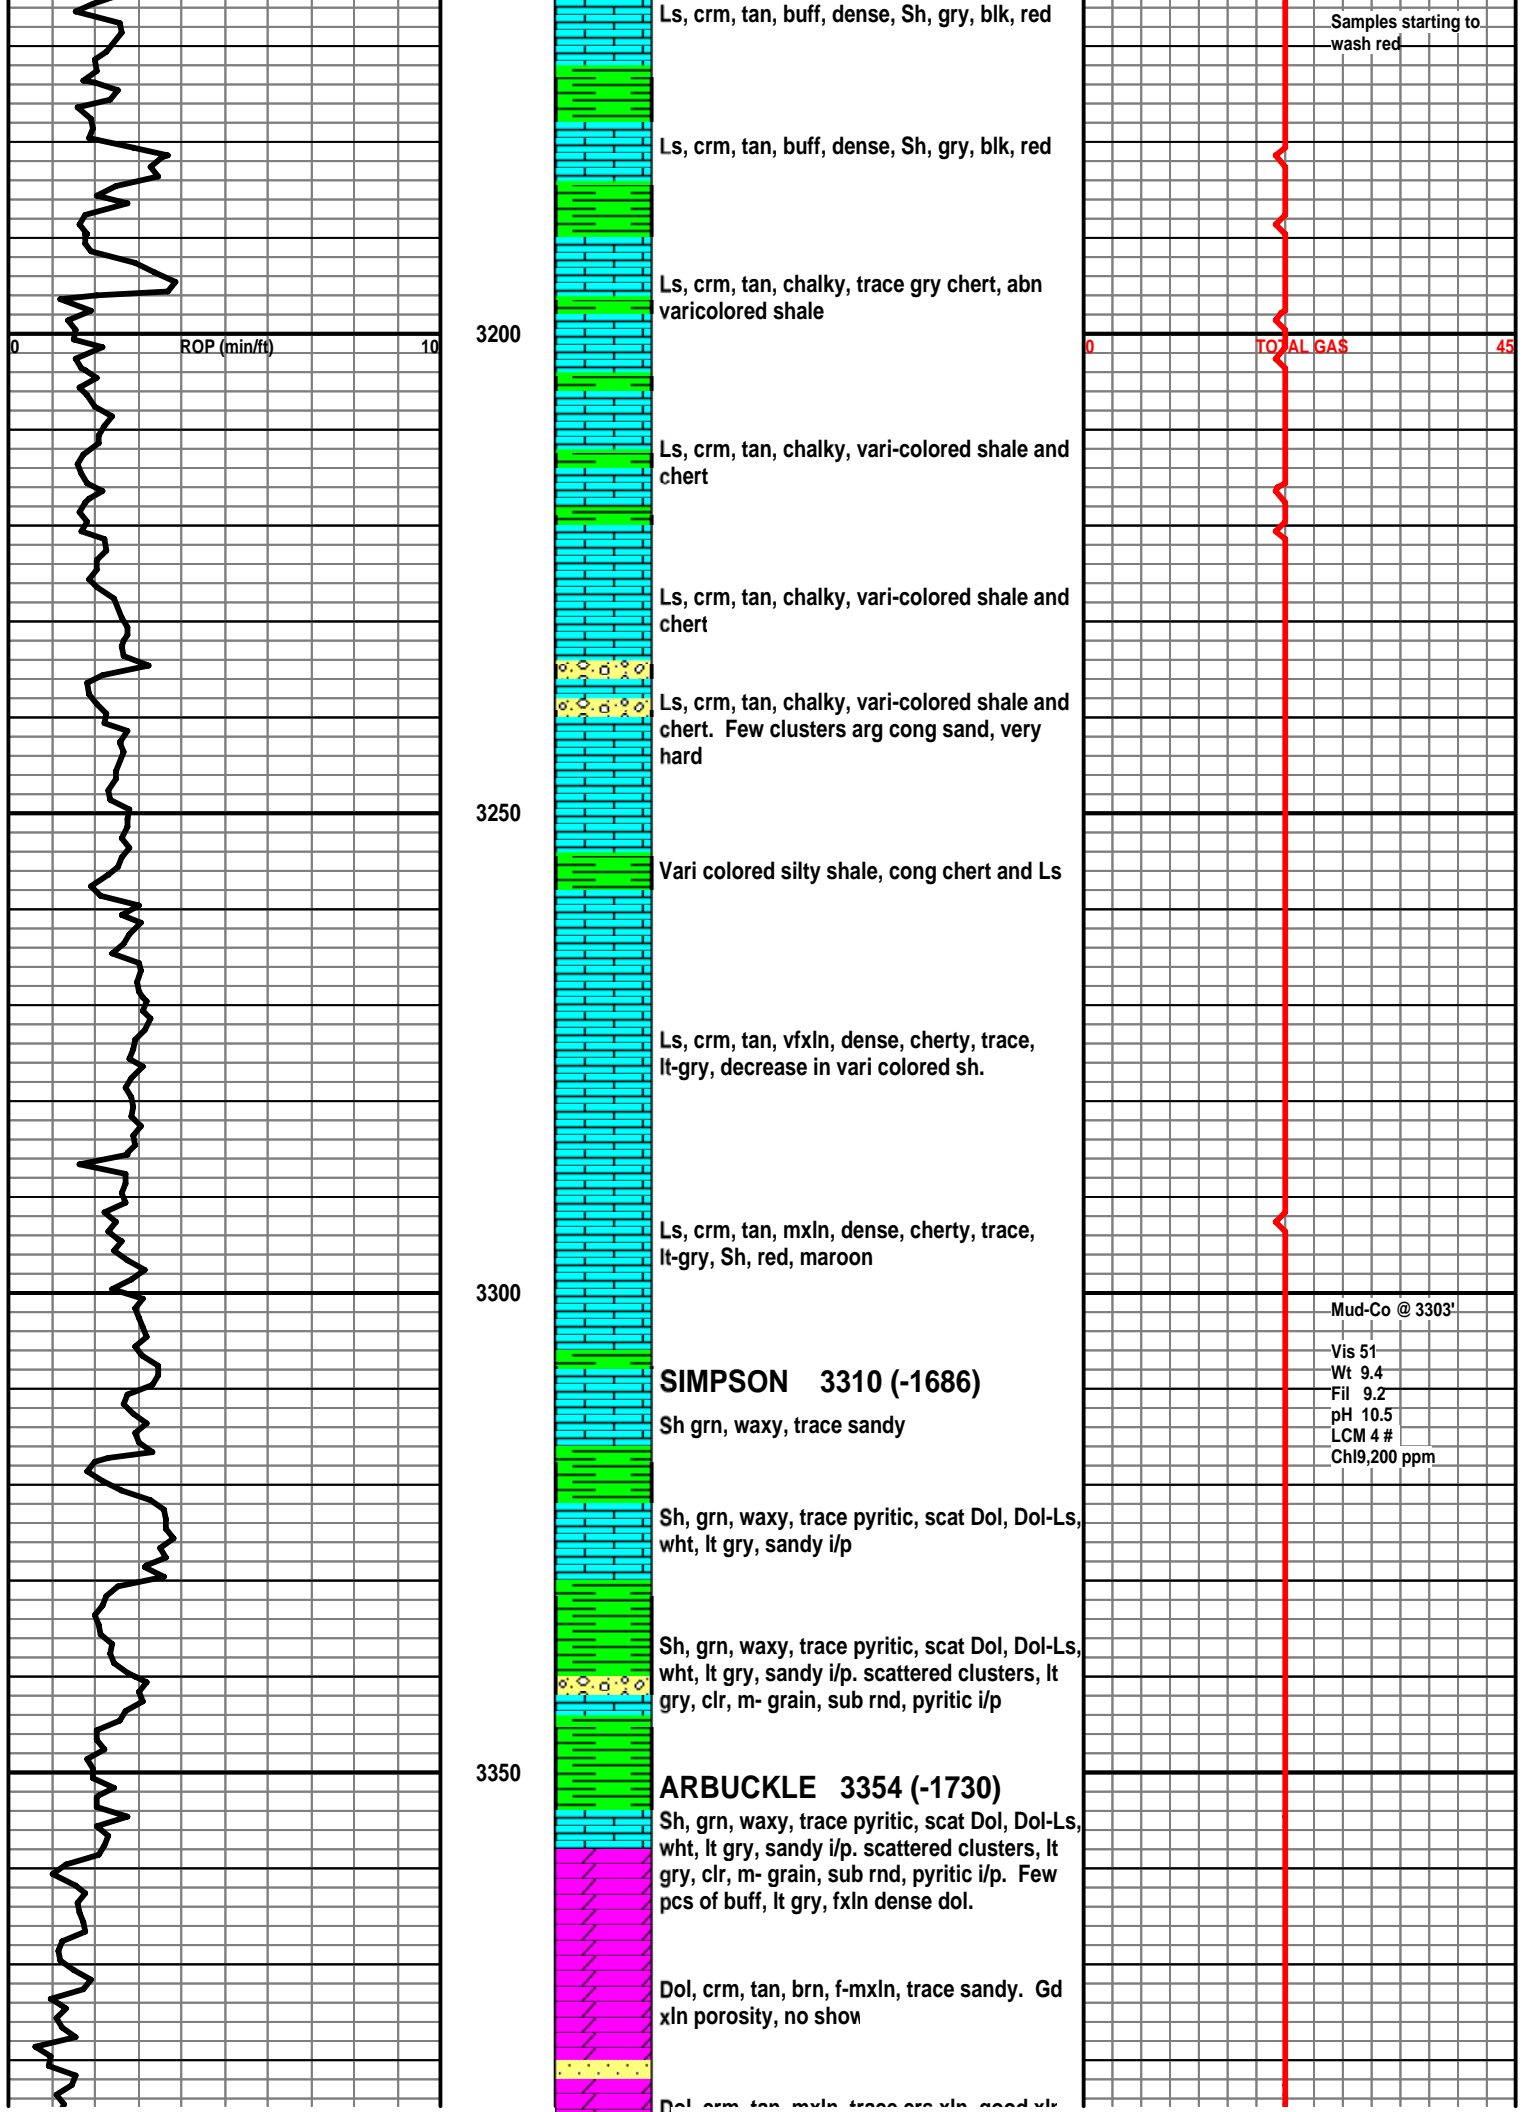 Ls, crm, tan, buff, dense, Sh, gry, blk, red
Samples starting to
wash red
Ls, crm, tan, buff, dense, Sh, gry, blk, red
Ls, crm, tan, chalky, trace gry chert, abn
varicolored shale
3200
0 ROP (min/ft) 10
0 TOTAL GAS 45
Ls, crm, tan, chalky, vari-colored shale and
chert
Ls, crm, tan, chalky, vari-colored shale and
chert
Ls, crm, tan, chalky, vari-colored shale and
chert. Few clusters arg cong sand, very
hard
3250
Vari colored silty shale, cong chert and Ls
Ls, crm, tan, vfxln, dense, cherty, trace,
lt-gry, decrease in vari colored sh.
Ls, crm, tan, mxln, dense, cherty, trace,
lt-gry, Sh, red, maroon
3300
Mud-Co @ 3303'
Vis 51
Wt 9.4
Fil 9.2
pH 10.5
LCM 4 #
Chl9,200 ppm
SIMPSON 3310 (-1686)
Sh grn, waxy, trace sandy
Sh, grn, waxy, trace pyritic, scat Dol, Dol-Ls,
wht, lt gry, sandy i/p
Sh, grn, waxy, trace pyritic, scat Dol, Dol-Ls,
wht, lt gry, sandy i/p. scattered clusters, lt
gry, clr, m- grain, sub rnd, pyritic i/p
3350
ARBUCKLE 3354 (-1730)
Sh, grn, waxy, trace pyritic, scat Dol, Dol-Ls,
wht, lt gry, sandy i/p. scattered clusters, lt
gry, clr, m- grain, sub rnd, pyritic i/p. Few
pcs of buff, lt gry, fxln dense dol.
Dol, crm, tan, brn, f-mxln, trace sandy. Gd
xln porosity, no show
Dol, crm, tan, mxln, trace crs xln, good xlr